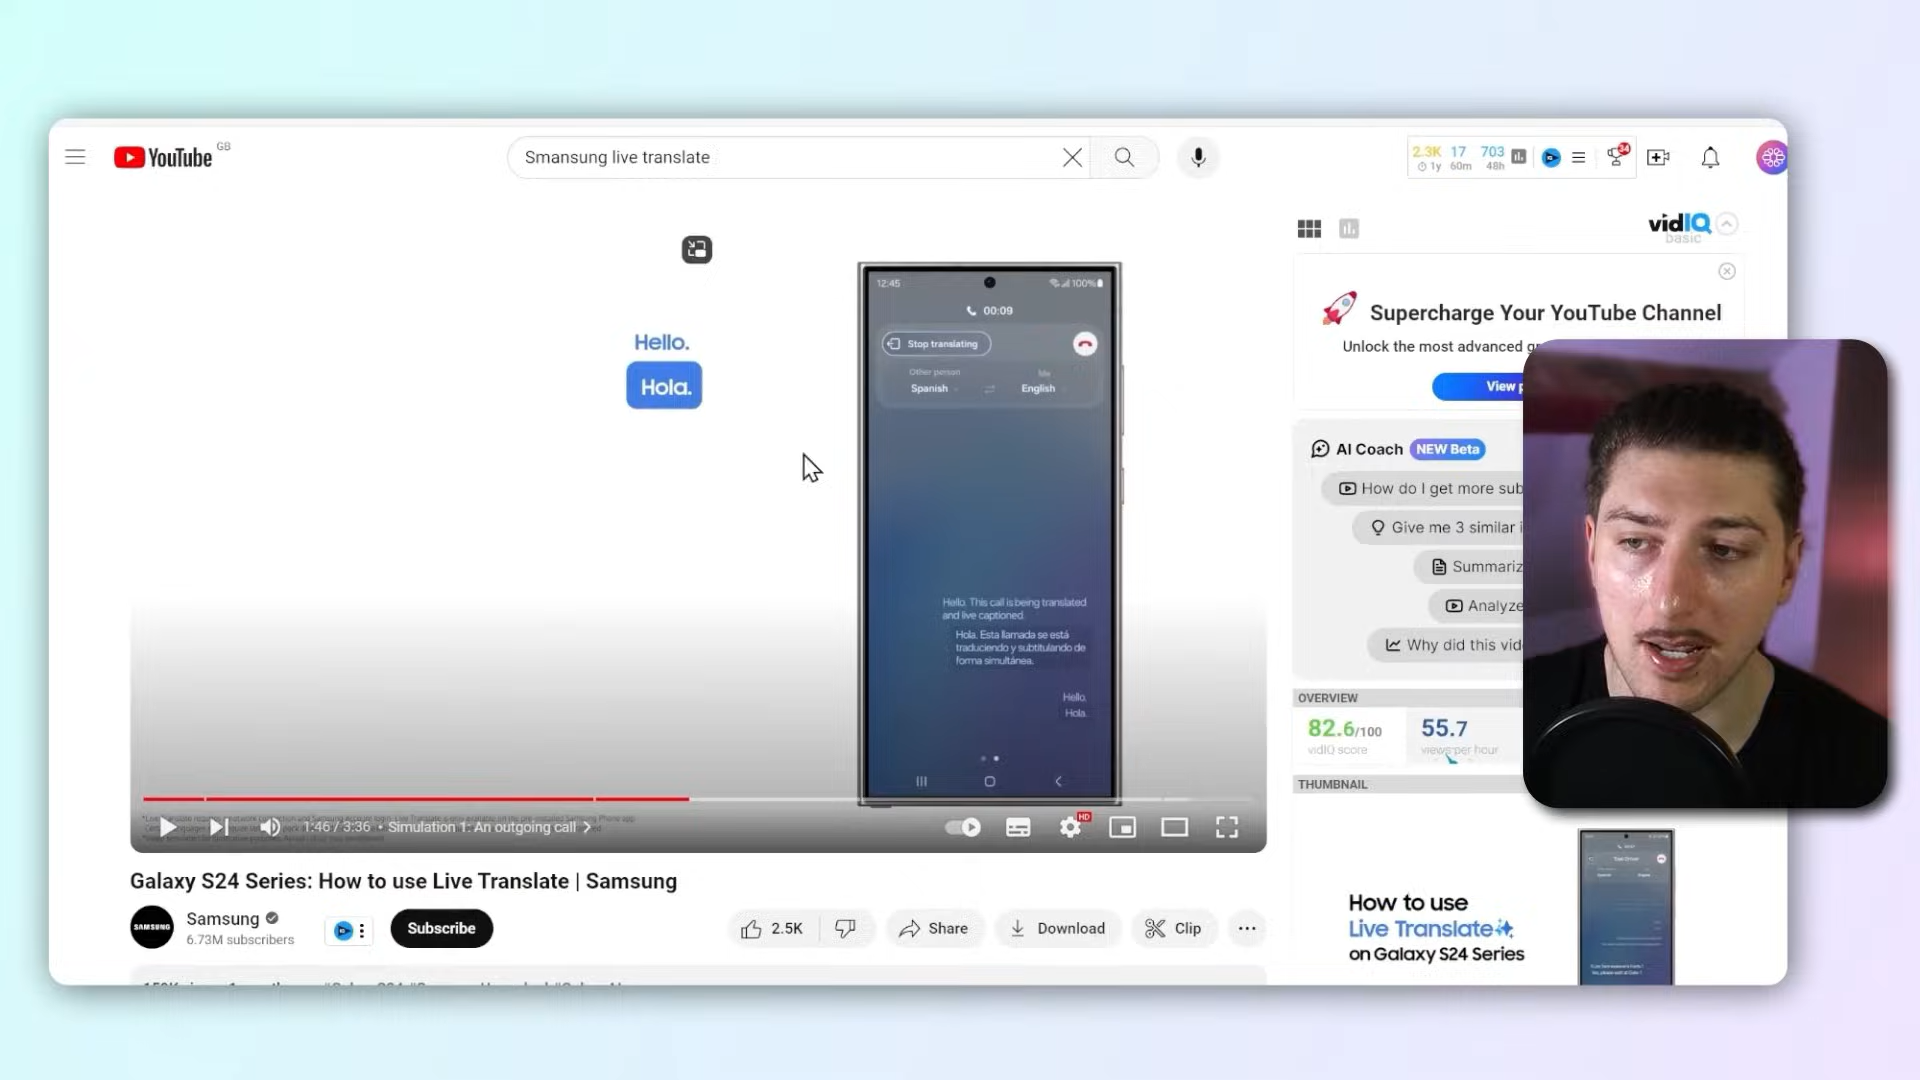 YouTube GB
Smansung live translate
2.3K 17 703
1y 60m 48h
34
vidIQ
basic
Supercharge Your YouTube Channel
Unlock the most advanced
View
AI Coach NEW Beta
How do I get more sub
Give me 3 similar
Summariz
Analyze
Why did this vid
OVERVIEW
82.6/100 55.7
vidIQ score views per hour
THUMBNAIL
How to use
Live Translate
on Galaxy S24 Series
Hello.
Hola.
12:45 100%
00:09
Stop translating
Other person Me
Spanish English
Hello. This call is being translated
and live captioned.
Hola. Esta llamada se está
traduciendo y subtitulando de
forma simultánea.
Hello.
Hola.
1:46 / 3:36 • Simulation 1: An outgoing call
HD
Galaxy S24 Series: How to use Live Translate | Samsung
SAMSUNG
Samsung
6.73M subscribers
Subscribe
2.5K Share Download Clip